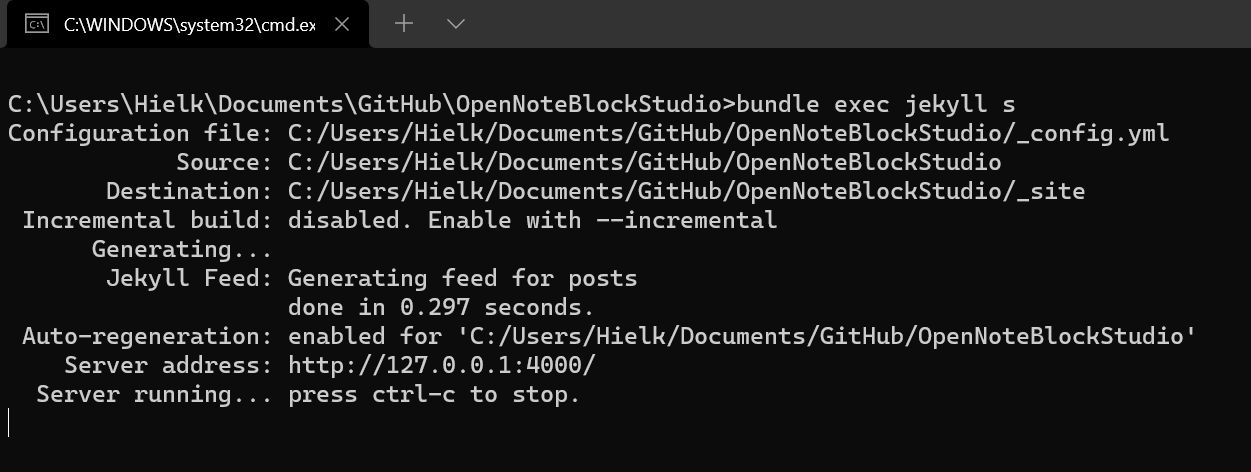 C:\WINDOWS\system32\cmd.ex
C:\Users\Hielk\Documents\GitHub\OpenNoteBlockStudio>bundle exec jekyll s
Configuration file: C:/Users/Hielk/Documents/GitHub/OpenNoteBlockStudio/_config.yml
Source: C:/Users/Hielk/Documents/GitHub/OpenNoteBlockStudio
Destination: C:/Users/Hielk/Documents/GitHub/OpenNoteBlockStudio/_site
Incremental build: disabled. Enable with --incremental
Generating...
Jekyll Feed: Generating feed for posts
done in 0.297 seconds.
Auto-regeneration: enabled for 'C:/Users/Hielk/Documents/GitHub/OpenNoteBlockStudio'
Server address: http://127.0.0.1:4000/
Server running... press ctrl-c to stop.